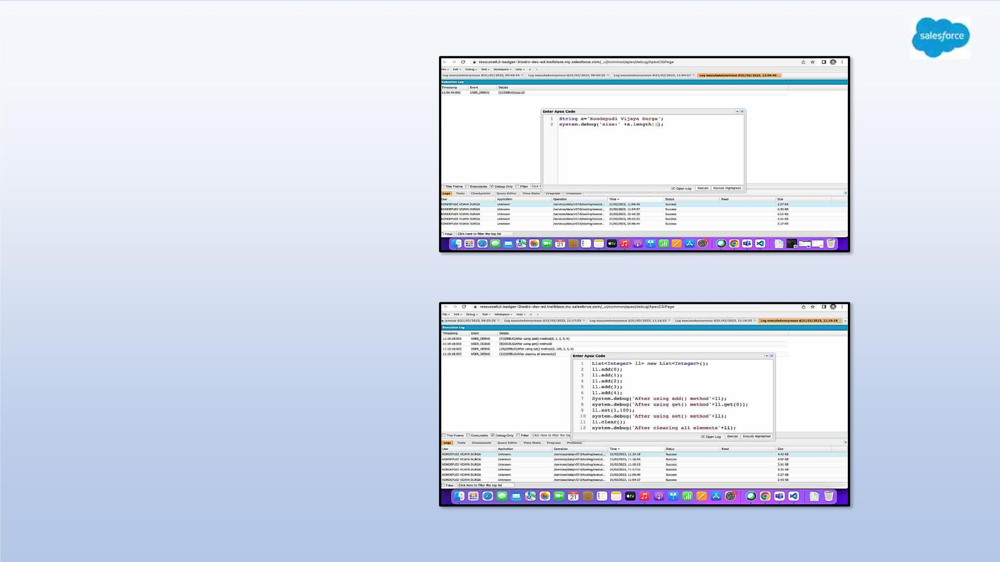 salesforce
resourceful-badger-3lwdrz-dev-ed.trailblaze.my.salesforce.com/_ui/common/apex/debug/ApexCSIPage
File Edit Debug Test Workspace Help < >
Log executeAnonymous @21/02/2023, 09:46:44 Log executeAnonymous @21/02/2023, 09:55:25 Log executeAnonymous @21/02/2023, 11:04:57 Log executeAnonymous @21/02/2023, 11:06:46
Execution Log
Timestamp Event Details
11:06:46:002 USER_DEBUG [2]|DEBUG|size:22
Enter Apex Code
1 String a='Kondepudi Vijaya Durga';
2 system.debug('size:' +a.length());
This Frame Executable Debug Only Filter Click
Open Log Execute Execute Highlighted
Logs Tests Checkpoints Query Editor View State Progress Problems
User Application Operation Time Status Read Size
KONDEPUDI VIJAYA DURGA Unknown /services/data/v57.0/tooling/execut... 21/02/2023, 11:06:46 Success 2.27 KB
KONDEPUDI VIJAYA DURGA Unknown /services/data/v57.0/tooling/execut... 21/02/2023, 11:04:57 Success 2.43 KB
KONDEPUDI VIJAYA DURGA Unknown /services/data/v57.0/tooling/execut... 21/02/2023, 10:16:30 Success 2.51 KB
KONDEPUDI VIJAYA DURGA Unknown /services/data/v57.0/tooling/execut... 21/02/2023, 09:55:25 Success 2.51 KB
KONDEPUDI VIJAYA DURGA Unknown /services/data/v57.0/tooling/execut... 21/02/2023, 09:46:44 Success 2.17 KB
Filter Click here to filter the log list
21 tv
resourceful-badger-3lwdrz-dev-ed.trailblaze.my.salesforce.com/_ui/common/apex/debug/ApexCSIPage
File Edit Debug Test Workspace Help < >
ymous @21/02/2023, 09:55:25 Log executeAnonymous @21/02/2023, 11:17:55 Log executeAnonymous @21/02/2023, 11:18:15 Log executeAnonymous @21/02/2023, 11:18:55 Log executeAnonymous @21/02/2023, 11:19:18
Execution Log
Timestamp Event Details
11:19:18:003 USER_DEBUG [7]|DEBUG|After using add() method(0, 1, 2, 3, 4)
11:19:18:003 USER_DEBUG [8]|DEBUG|After using get() method0
11:19:18:003 USER_DEBUG [10]|DEBUG|After using set() method(0, 100, 2, 3, 4)
11:19:18:003 USER_DEBUG [12]|DEBUG|After clearing all elements()
Enter Apex Code
1 List<Integer> ll= new List<Integer>();
2 ll.add(0);
3 ll.add(1);
4 ll.add(2);
5 ll.add(3);
6 ll.add(4);
7 System.debug('After using add() method'+ll);
8 system.debug('After using get() method'+ll.get(0));
9 ll.set(1,100);
10 system.debug('After using set() method'+ll);
11 ll.clear();
12 system.debug('After clearing all elements'+ll);
This Frame Executable Debug Only Filter Click here to filter the log
Open Log Execute Execute Highlighted
Logs Tests Checkpoints Query Editor View State Progress Problems
User Application Operation Time Status Read Size
KONDEPUDI VIJAYA DURGA Unknown /services/data/v57.0/tooling/execut... 21/02/2023, 11:19:18 Success 4.42 KB
KONDEPUDI VIJAYA DURGA Unknown /services/data/v57.0/tooling/execut... 21/02/2023, 11:18:55 Success 4.07 KB
KONDEPUDI VIJAYA DURGA Unknown /services/data/v57.0/tooling/execut... 21/02/2023, 11:18:15 Success 3.61 KB
KONDEPUDI VIJAYA DURGA Unknown /services/data/v57.0/tooling/execut... 21/02/2023, 11:17:55 Success 3.25 KB
KONDEPUDI VIJAYA DURGA Unknown /services/data/v57.0/tooling/execut... 21/02/2023, 11:06:46 Success 2.27 KB
KONDEPUDI VIJAYA DURGA Unknown /services/data/v57.0/tooling/execut... 21/02/2023, 11:04:57 Success 2.43 KB
Filter Click here to filter the log list
21 tv